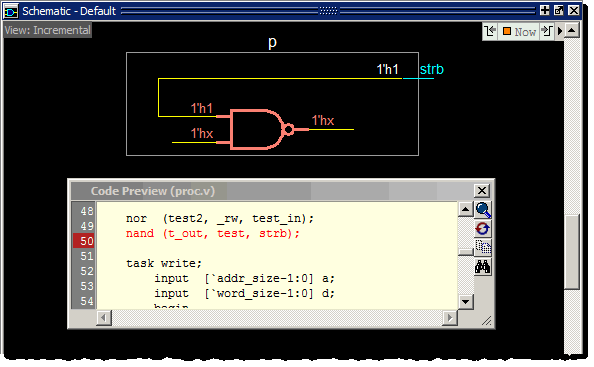 Schematic - Default
View: Incremental
Now
p
1'h1
strb
1'h1
1'hx
1'hx
Code Preview (proc.v)
48
49 nor (test2, _rw, test_in);
50 nand (t_out, test, strb);
51
52 task write;
53 input [`addr_size-1:0] a;
54 input [`word_size-1:0] d;
begin